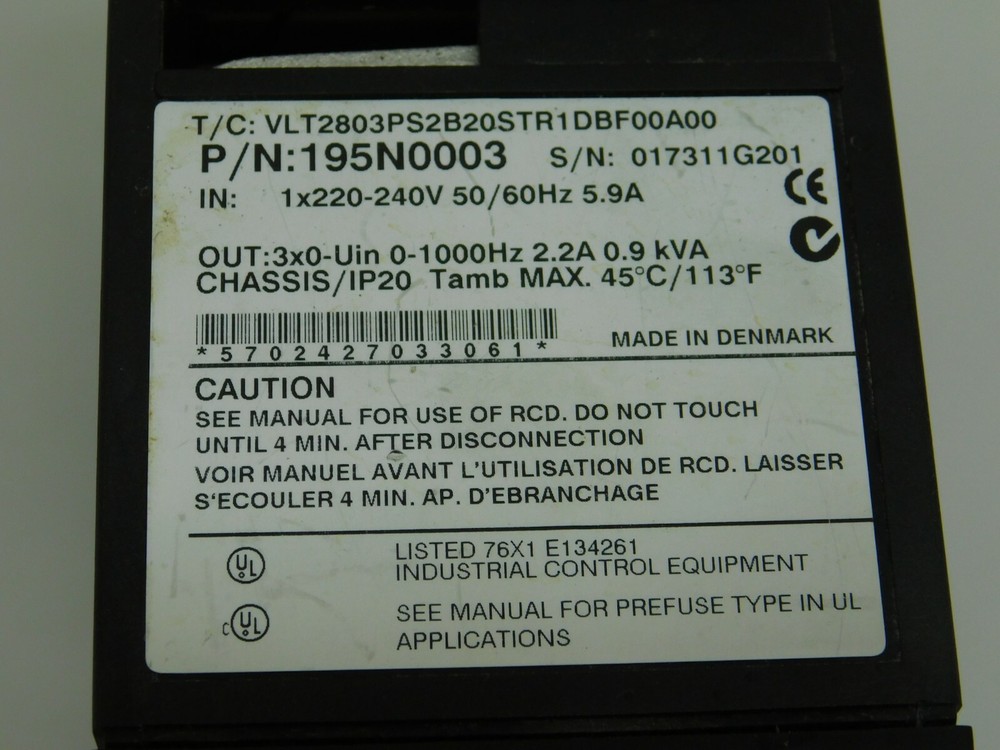 T/C: VLT2803PS2B20STR1DBF00A00
P/N:195N0003 S/N: 017311G201
IN: 1x220-240V 50/60Hz 5.9A
CE
OUT:3x0-Uin 0-1000Hz 2.2A 0.9 kVA
CHASSIS/IP20 Tamb MAX. 45°C/113°F
*5702427033061*
MADE IN DENMARK
CAUTION
SEE MANUAL FOR USE OF RCD. DO NOT TOUCH
UNTIL 4 MIN. AFTER DISCONNECTION
VOIR MANUEL AVANT L'UTILISATION DE RCD. LAISSER
S'ECOULER 4 MIN. AP. D'EBRANCHAGE
UL
LISTED 76X1 E134261
INDUSTRIAL CONTROL EQUIPMENT
c UL
SEE MANUAL FOR PREFUSE TYPE IN UL
APPLICATIONS